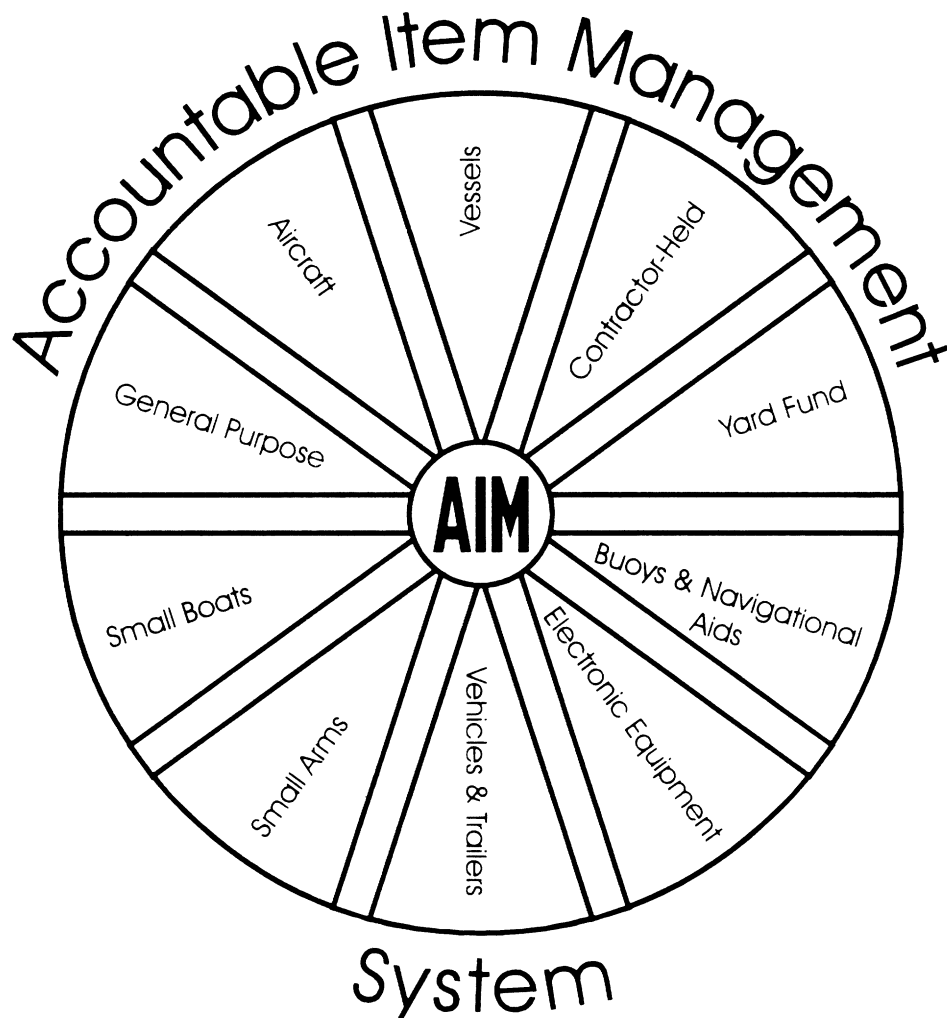 Accountable Item Management
Vessels
Contractor-Held
Yard Fund
Buoys & Navigational
Aids
Electronic Equipment
Vehicles & Trailers
Small Arms
Small Boats
General Purpose
Aircraft
AIM
System